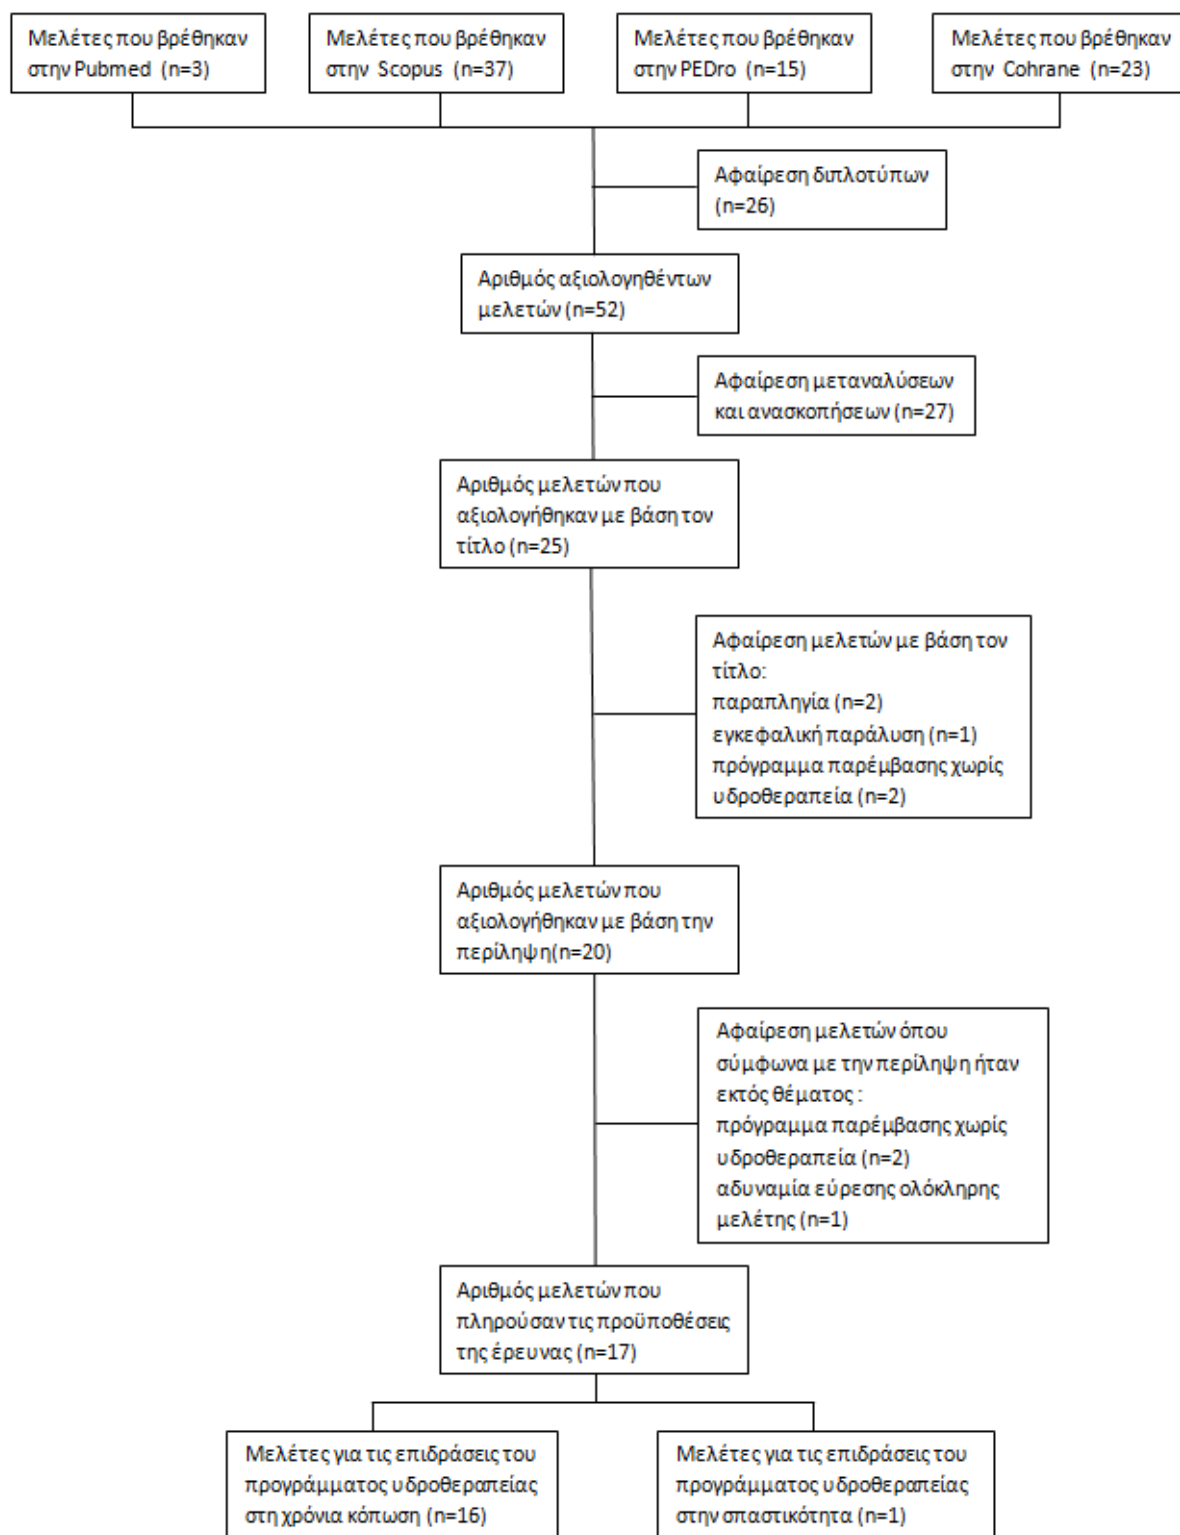 Μελέτες που βρέθηκαν
στην Pubmed (n=3)
Μελέτες που βρέθηκαν
στην Scopus (n=37)
Μελέτες που βρέθηκαν
στην PEDro (n=15)
Μελέτες που βρέθηκαν
στην Cohrane (n=23)
Αφαίρεση διπλοτύπων
(n=26)
Αριθμός αξιολογηθέντων
μελετών (n=52)
Αφαίρεση μεταναλύσεων
και ανασκοπήσεων (n=27)
Αριθμός μελετών που
αξιολογήθηκαν με βάση τον
τίτλο (n=25)
Αφαίρεση μελετών με βάση τον
τίτλο:
παραπληγία (n=2)
εγκεφαλική παράλυση (n=1)
πρόγραμμα παρέμβασης χωρίς
υδροθεραπεία (n=2)
Αριθμός μελετών που
αξιολογήθηκαν με βάση την
περίληψη(n=20)
Αφαίρεση μελετών όπου
σύμφωνα με την περίληψη ήταν
εκτός θέματος :
πρόγραμμα παρέμβασης χωρίς
υδροθεραπεία (n=2)
αδυναμία εύρεσης ολόκληρης
μελέτης (n=1)
Αριθμός μελετών που
πληρούσαν τις προϋποθέσεις
της έρευνας (n=17)
Μελέτες για τις επιδράσεις του
προγράμματος υδροθεραπείας
στη χρόνια κόπωση (n=16)
Μελέτες για τις επιδράσεις του
προγράμματος υδροθεραπείας
στην σπαστικότητα (n=1)